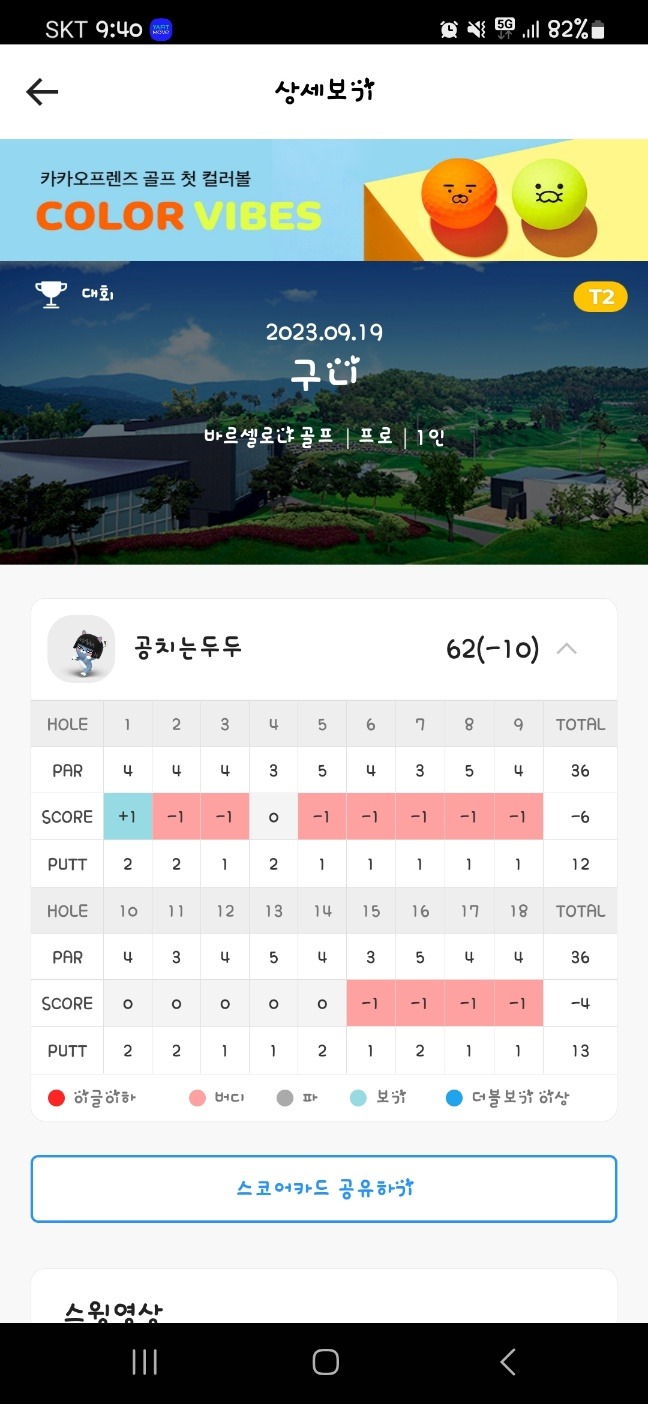 SKT 9:40 YAFIT MOVE 5G 82%
상세보기
카카오프렌즈 골프 첫 컬러볼
COLOR VIBES
대회 T2
2023.09.19
구니
바르셀로나 골프 | 프로 | 1인
공치는두두 62(-10)
HOLE 1 2 3 4 5 6 7 8 9 TOTAL
PAR 4 4 4 3 5 4 3 5 4 36
SCORE +1 -1 -1 0 -1 -1 -1 -1 -1 -6
PUTT 2 2 1 2 1 1 1 1 1 12
HOLE 10 11 12 13 14 15 16 17 18 TOTAL
PAR 4 3 4 5 4 3 5 4 4 36
SCORE 0 0 0 0 0 -1 -1 -1 -1 -4
PUTT 2 2 1 1 2 1 2 1 1 13
이글이하 버디 파 보기 더블보기 이상
스코어카드 공유하기
스윙영상